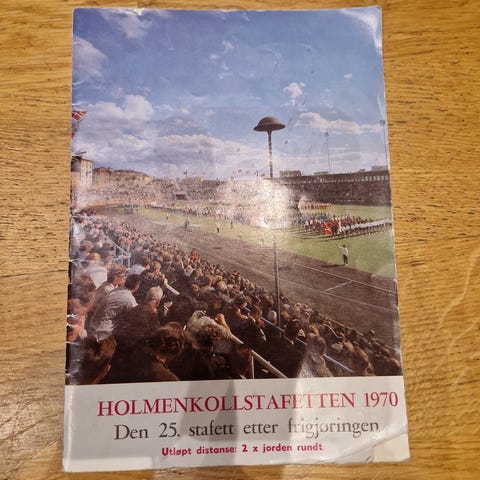 HOLMENKOLLSTAFETTEN 1970
Den 25. stafett etter frigjøringen
Utløpt distanse: 2 x jorden rundt